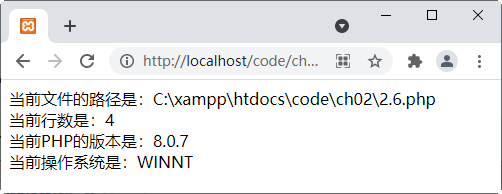 http://localhost/code/ch...
当前文件的路径是：C:\xampp\htdocs\code\ch02\2.6.php
当前行数是：4
当前PHP的版本是：8.0.7
当前操作系统是：WINNT